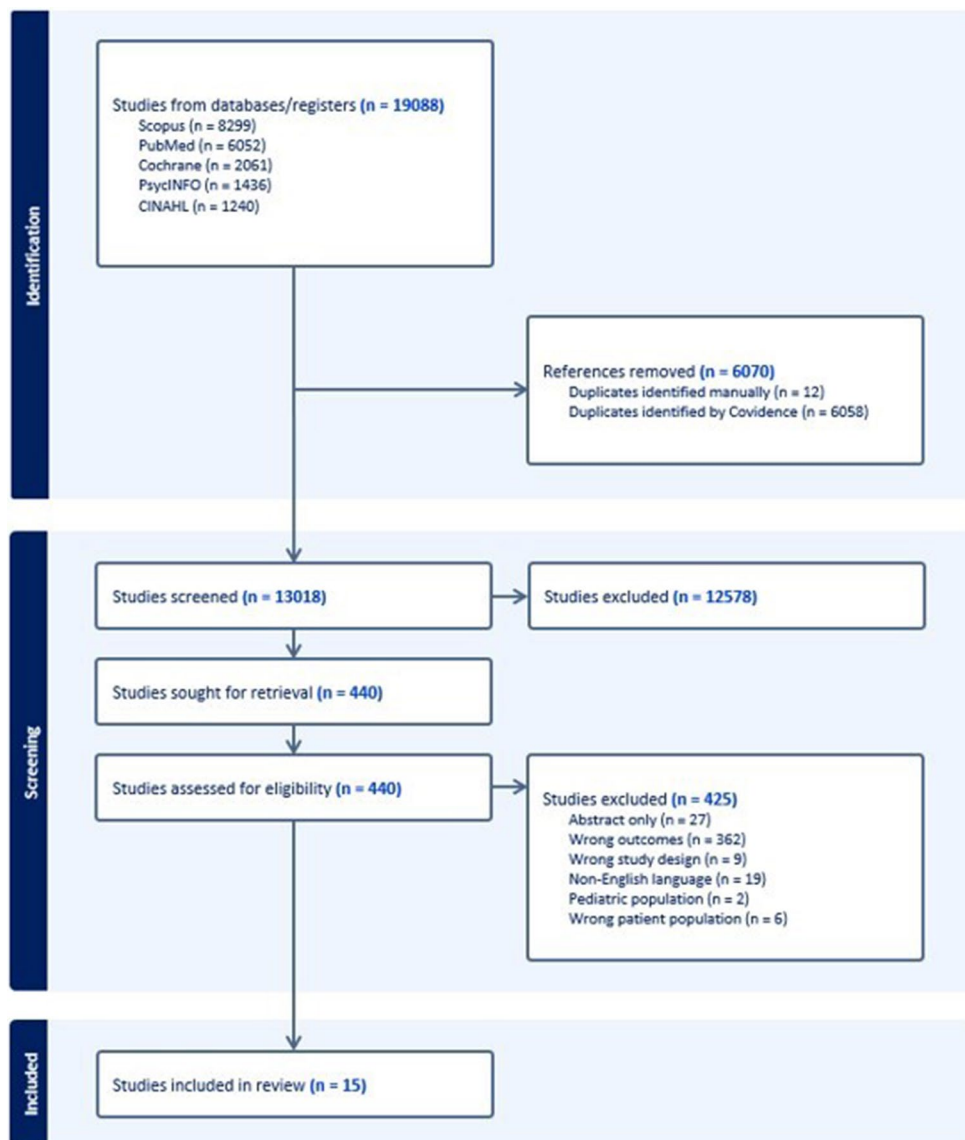 Identification
Studies from databases/registers (n = 19088)
Scopus (n = 8299)
PubMed (n = 6052)
Cochrane (n = 2061)
PsycINFO (n = 1436)
CINAHL (n = 1240)
References removed (n = 6070)
Duplicates identified manually (n = 12)
Duplicates identified by Covidence (n = 6058)
Screening
Studies screened (n = 13018)
Studies excluded (n = 12578)
Studies sought for retrieval (n = 440)
Studies assessed for eligibility (n = 440)
Studies excluded (n = 425)
Abstract only (n = 27)
Wrong outcomes (n = 362)
Wrong study design (n = 9)
Non-English language (n = 19)
Pediatric population (n = 2)
Wrong patient population (n = 6)
Included
Studies included in review (n = 15)